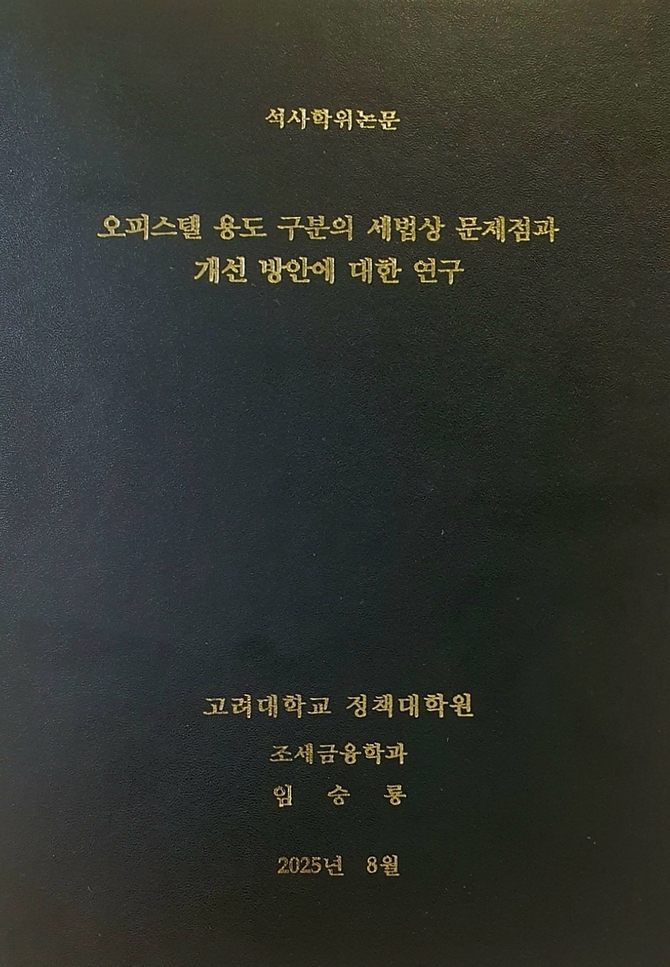 석사학위논문
오피스텔 용도 구분의 세법상 문제점과
개선 방안에 대한 연구
고려대학교 정책대학원
조세금융학과
임 승 룡
2025년 8월